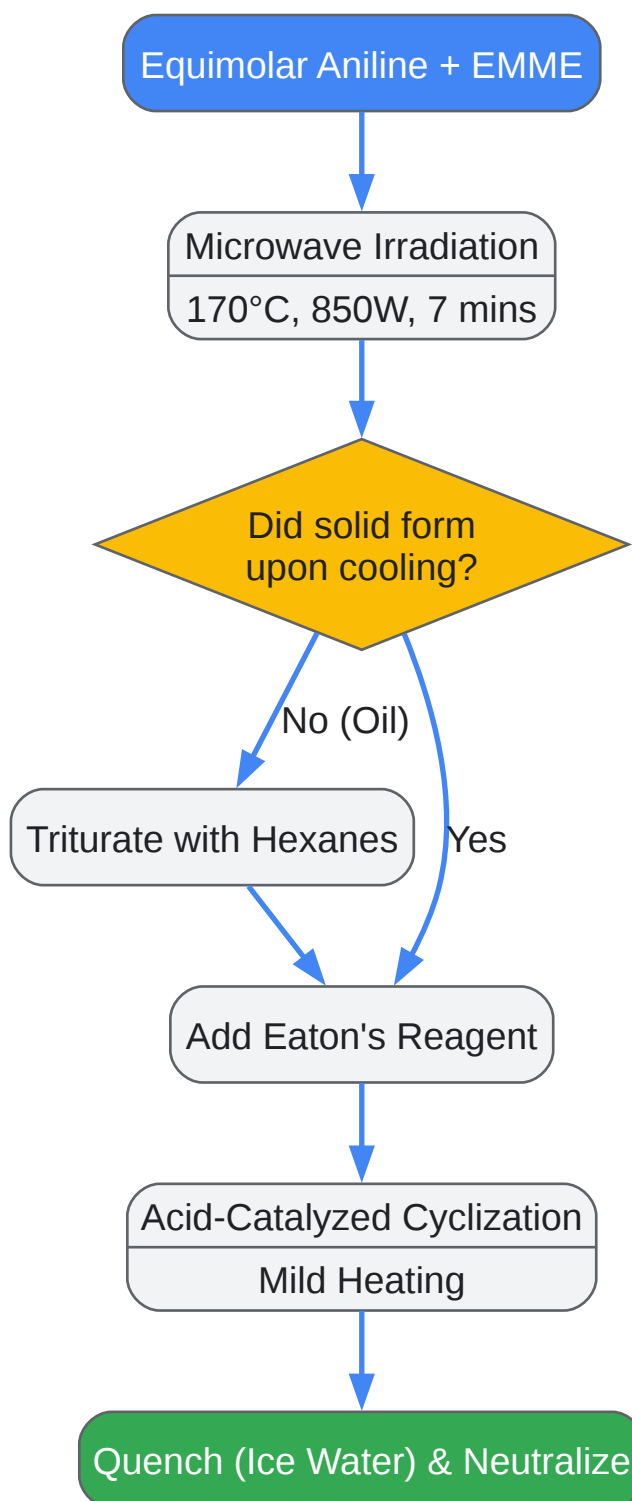 Equimolar Aniline + EMME
Microwave Irradiation
170°C, 850W, 7 mins
Did solid form
upon cooling?
No (Oil)
Triturate with Hexanes
Yes
Add Eaton's Reagent
Acid-Catalyzed Cyclization
Mild Heating
Quench (Ice Water) & Neutralize